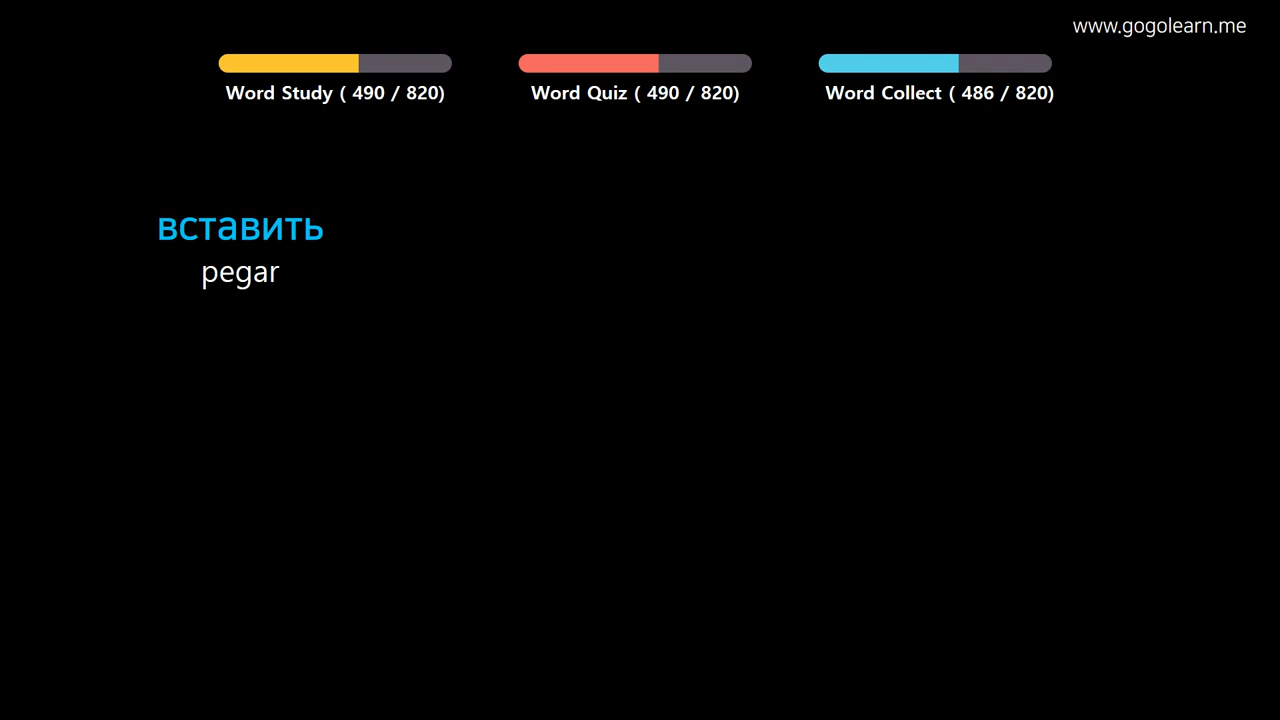 www.gogolearn.me
Word Study ( 490 / 820)
Word Quiz ( 490 / 820)
Word Collect ( 486 / 820)
вставить
pegar